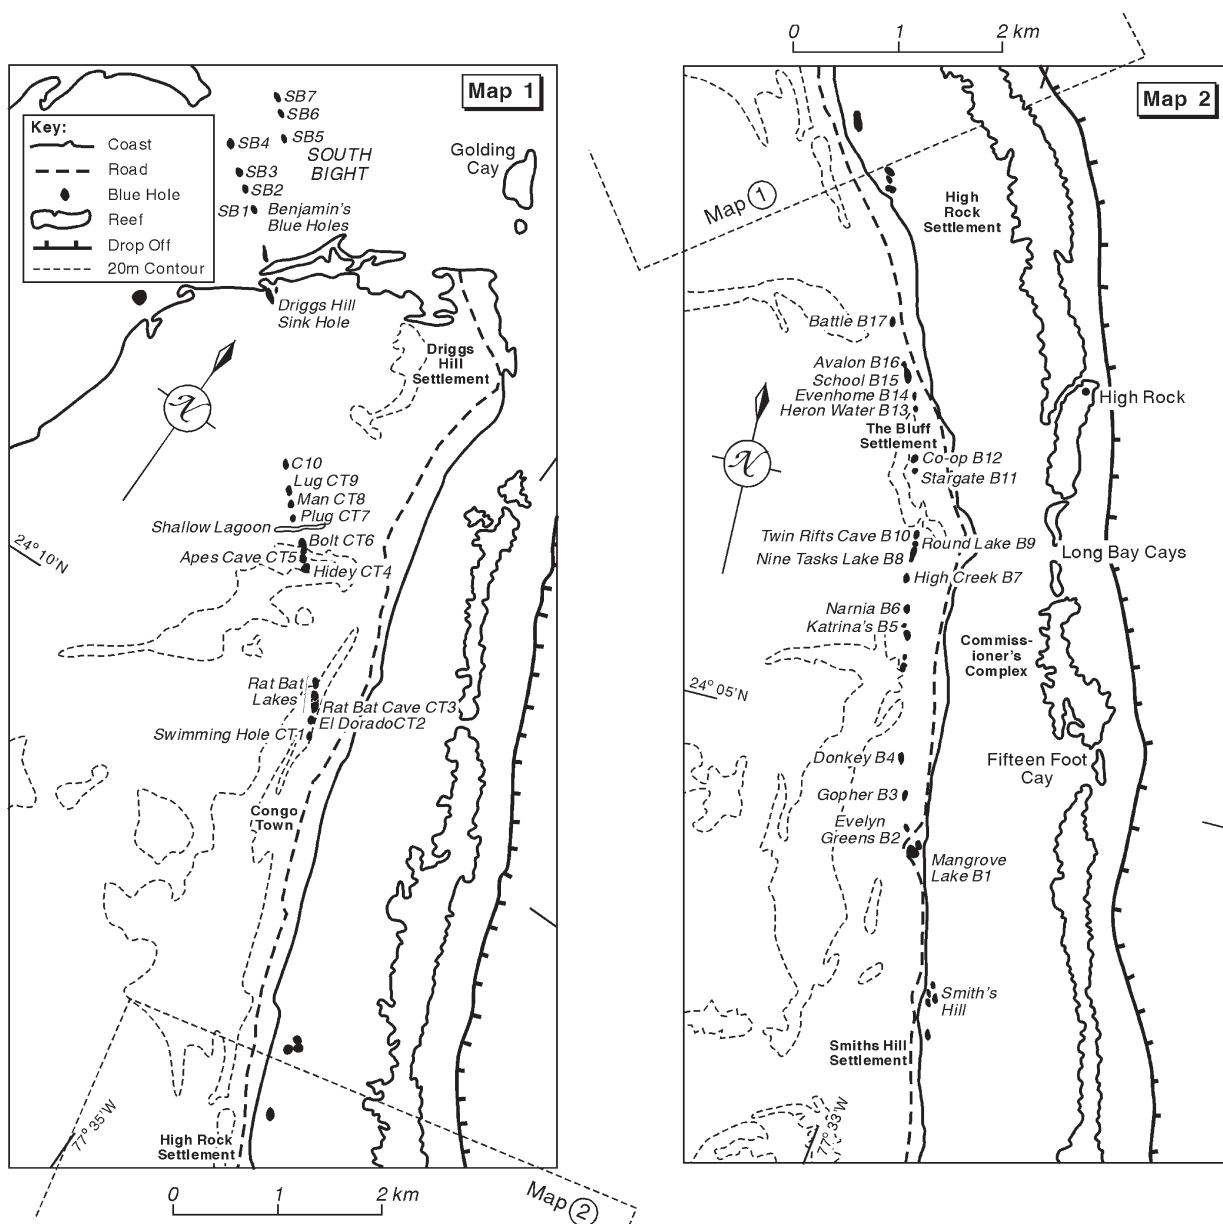 Map 1
Key:
Coast
Road
Blue Hole
Reef
Drop Off
20m Contour
SB7
SB6
SB5
SB4
SOUTH
BIGHT
SB3
SB2
SB1
Benjamin's
Blue Holes
Golding
Cay
Driggs Hill
Sink Hole
Driggs
Hill
Settlement
N
C10
Lug CT9
Man CT8
Plug CT7
Shallow Lagoon
Bolt CT6
Apes Cave CT5
Hidey CT4
24°10'N
Rat Bat
Lakes
Rat Bat Cave CT3
El DoradoCT2
Swimming Hole CT1
Congo
Town
77°35'W
High Rock
Settlement
Map 2
0 1 2 km
0 1 2 km
Map 2
Map 1
High
Rock
Settlement
Battle B17
Avalon B16
School B15
Evenhome B14
Heron Water B13
The Bluff
Settlement
High Rock
N
Co-op B12
Stargate B11
Twin Rifts Cave B10
Round Lake B9
Nine Tasks Lake B8
Long Bay Cays
High Creek B7
Narnia B6
Katrina's B5
Commiss-
ioner's
Complex
24°05'N
Donkey B4
Fifteen Foot
Cay
Gopher B3
Evelyn
Greens B2
Mangrove
Lake B1
Smith's
Hill
Smiths Hill
Settlement
77°33'W